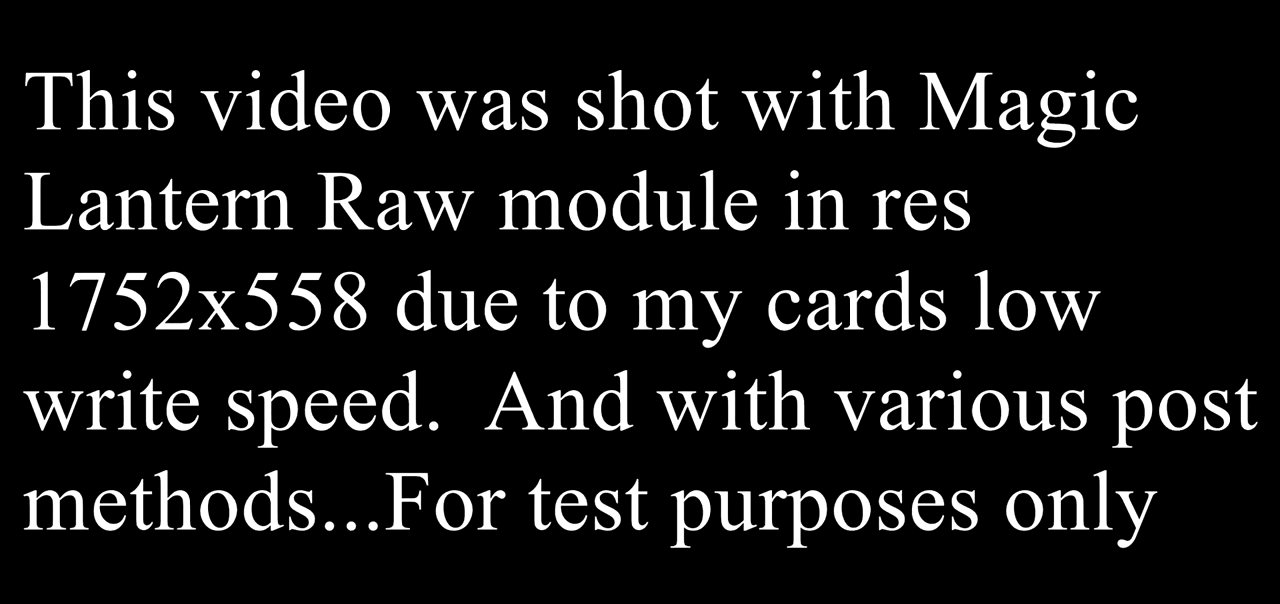 This video was shot with Magic
Lantern Raw module in res
1752x558 due to my cards low
write speed.  And with various post
methods...For test purposes only